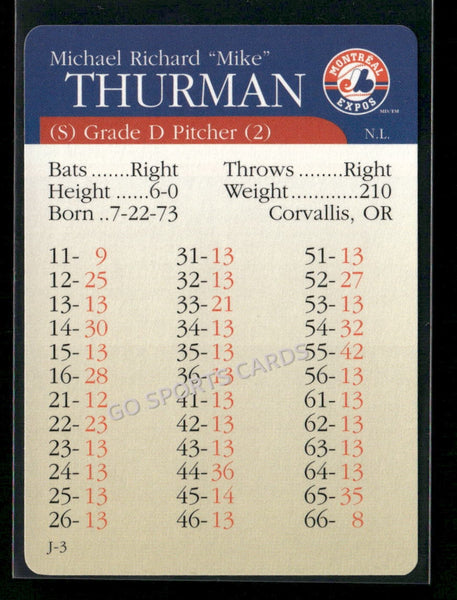 Michael Richard "Mike"
THURMAN
MONTRÉAL
EXPOS
MIS/TM
(S) Grade D Pitcher (2)
N.L.
Bats .......Right Throws ........Right
Height ......6-0 Weight............210
Born ..7-22-73 Corvallis, OR
11- 9 31-13 51-13
12-25 32-13 52-27
13-13 33-21 53-13
14-30 34-13 54-32
15-13 35-13 55-42
16-28 36-13 56-13
21-12 41-13 61-13
22-23 42-13 62-13
23-13 43-13 63-13
24-13 44-36 64-13
25-13 45-14 65-35
26-13 46-13 66- 8
GO SPORTS CARDS
J-3